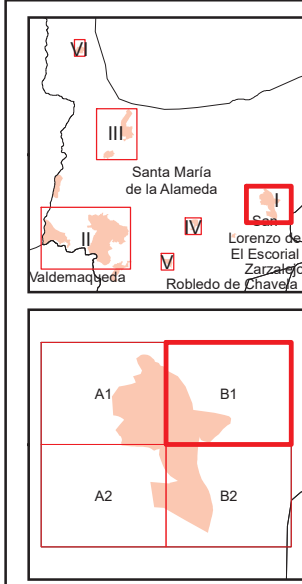 VI
III
Santa María
de la Alameda
I
San
Lorenzo de
El Escorial
Zarzalejo
Robledo de Chavela
IV
V
II
Valdemaqueda
A1
B1
A2
B2